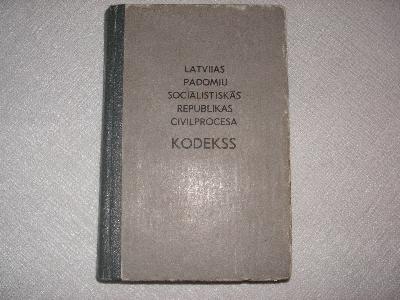 LATVIJAS
PADOMJU
SOCIĀLISTISKĀS
REPUBLIKAS
CIVILPROCESA
KODEKSS